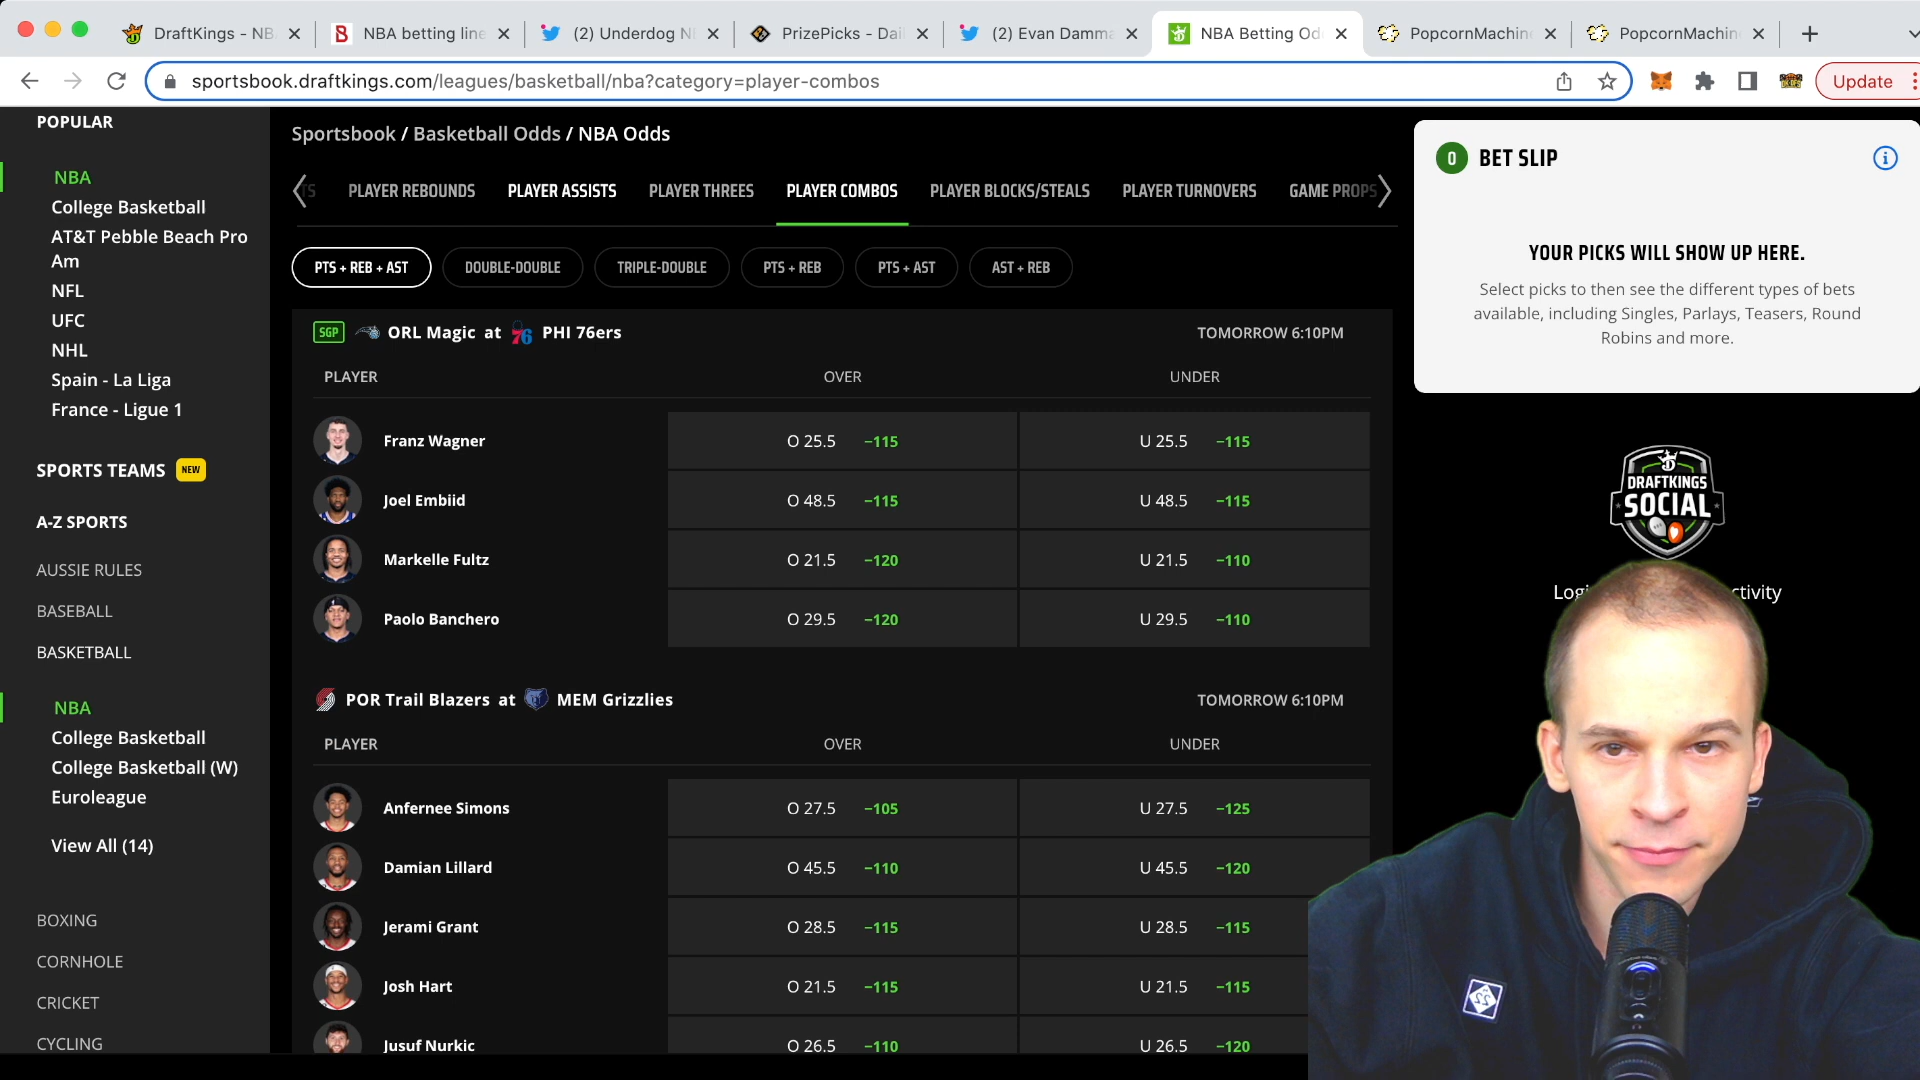 DraftKings - NB
NBA betting line
(2) Underdog N
PrizePicks - Dai
(2) Evan Damma
NBA Betting Od
PopcornMachin
PopcornMachin
sportsbook.draftkings.com/leagues/basketball/nba?category=player-combos
Update
POPULAR
NBA
College Basketball
AT&T Pebble Beach Pro
Am
NFL
UFC
NHL
Spain - La Liga
France - Ligue 1
SPORTS TEAMS NEW
A-Z SPORTS
AUSSIE RULES
BASEBALL
BASKETBALL
NBA
College Basketball
College Basketball (W)
Euroleague
View All (14)
BOXING
CORNHOLE
CRICKET
CYCLING
Sportsbook / Basketball Odds / NBA Odds
TS PLAYER REBOUNDS PLAYER ASSISTS PLAYER THREES PLAYER COMBOS PLAYER BLOCKS/STEALS PLAYER TURNOVERS GAME PROPS
PTS + REB + AST DOUBLE-DOUBLE TRIPLE-DOUBLE PTS + REB PTS + AST AST + REB
SGP ORL Magic at 76 PHI 76ers TOMORROW 6:10PM
PLAYER OVER UNDER
Franz Wagner O 25.5 −115 U 25.5 −115
Joel Embiid O 48.5 −115 U 48.5 −115
Markelle Fultz O 21.5 −120 U 21.5 −110
Paolo Banchero O 29.5 −120 U 29.5 −110
POR Trail Blazers at MEM Grizzlies TOMORROW 6:10PM
PLAYER OVER UNDER
Anfernee Simons O 27.5 −105 U 27.5 −125
Damian Lillard O 45.5 −110 U 45.5 −120
Jerami Grant O 28.5 −115 U 28.5 −115
Josh Hart O 21.5 −115 U 21.5 −115
Jusuf Nurkic O 26.5 −110 U 26.5 −120
0 BET SLIP
YOUR PICKS WILL SHOW UP HERE.
Select picks to then see the different types of bets
available, including Singles, Parlays, Teasers, Round
Robins and more.
DRAFTKINGS
SOCIAL